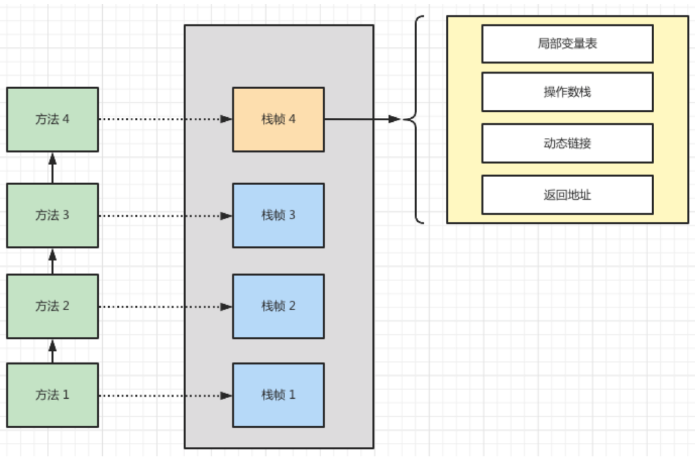 局部变量表
操作数栈
动态链接
返回地址
方法 4
栈帧 4
方法 3
栈帧 3
方法 2
栈帧 2
方法 1
栈帧 1